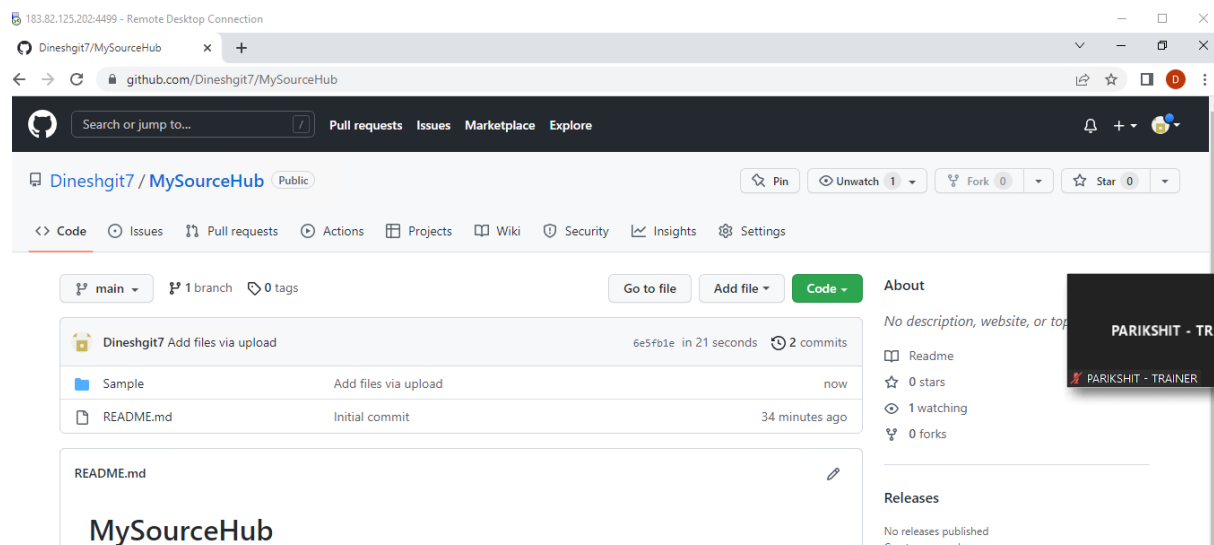 183.82.125.202:4499 - Remote Desktop Connection
Dineshgit7/MySourceHub
github.com/Dineshgit7/MySourceHub
D
Search or jump to... /
Pull requests Issues Marketplace Explore
Dineshgit7 / MySourceHub Public
Pin Unwatch 1 Fork 0 Star 0
<> Code Issues Pull requests Actions Projects Wiki Security Insights Settings
main 1 branch 0 tags Go to file Add file Code
Dineshgit7 Add files via upload 6e5fb1e in 21 seconds 2 commits
Sample Add files via upload now
README.md Initial commit 34 minutes ago
README.md
MySourceHub
About
No description, website, or top
Readme
0 stars
1 watching
0 forks
Releases
No releases published
PARIKSHIT - TR
PARIKSHIT - TRAINER